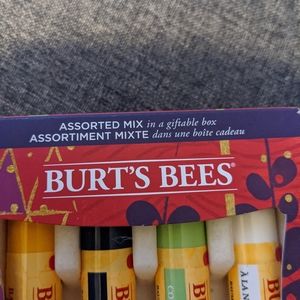 ASSORTED MIX in a giftable box
ASSORTIMENT MIXTE dans une boîte cadeau
BURT'S BEES®